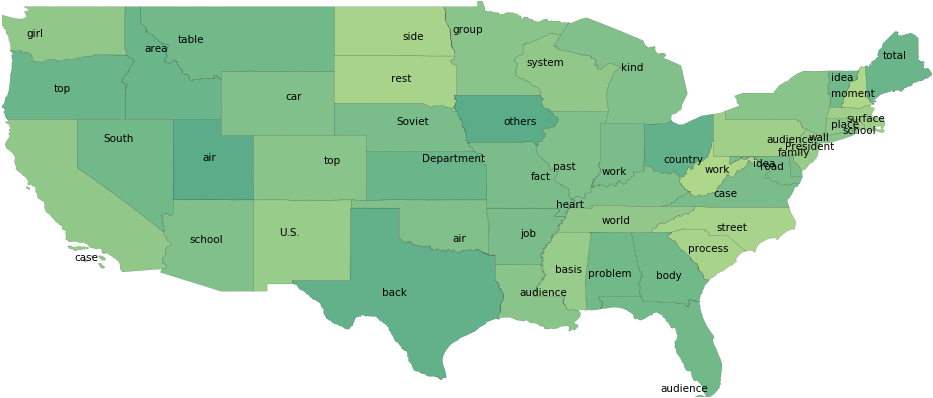 girl
side
group
table
area
total
system
kind
idea
top
rest
car
moment
Soviet
others
surface
place
school
South
audience
wall
President
family
air
top
Department
country
idea
road
fact
past
work
work
case
heart
school
U.S.
world
street
job
air
process
case
basis
problem
body
back
audience
audience